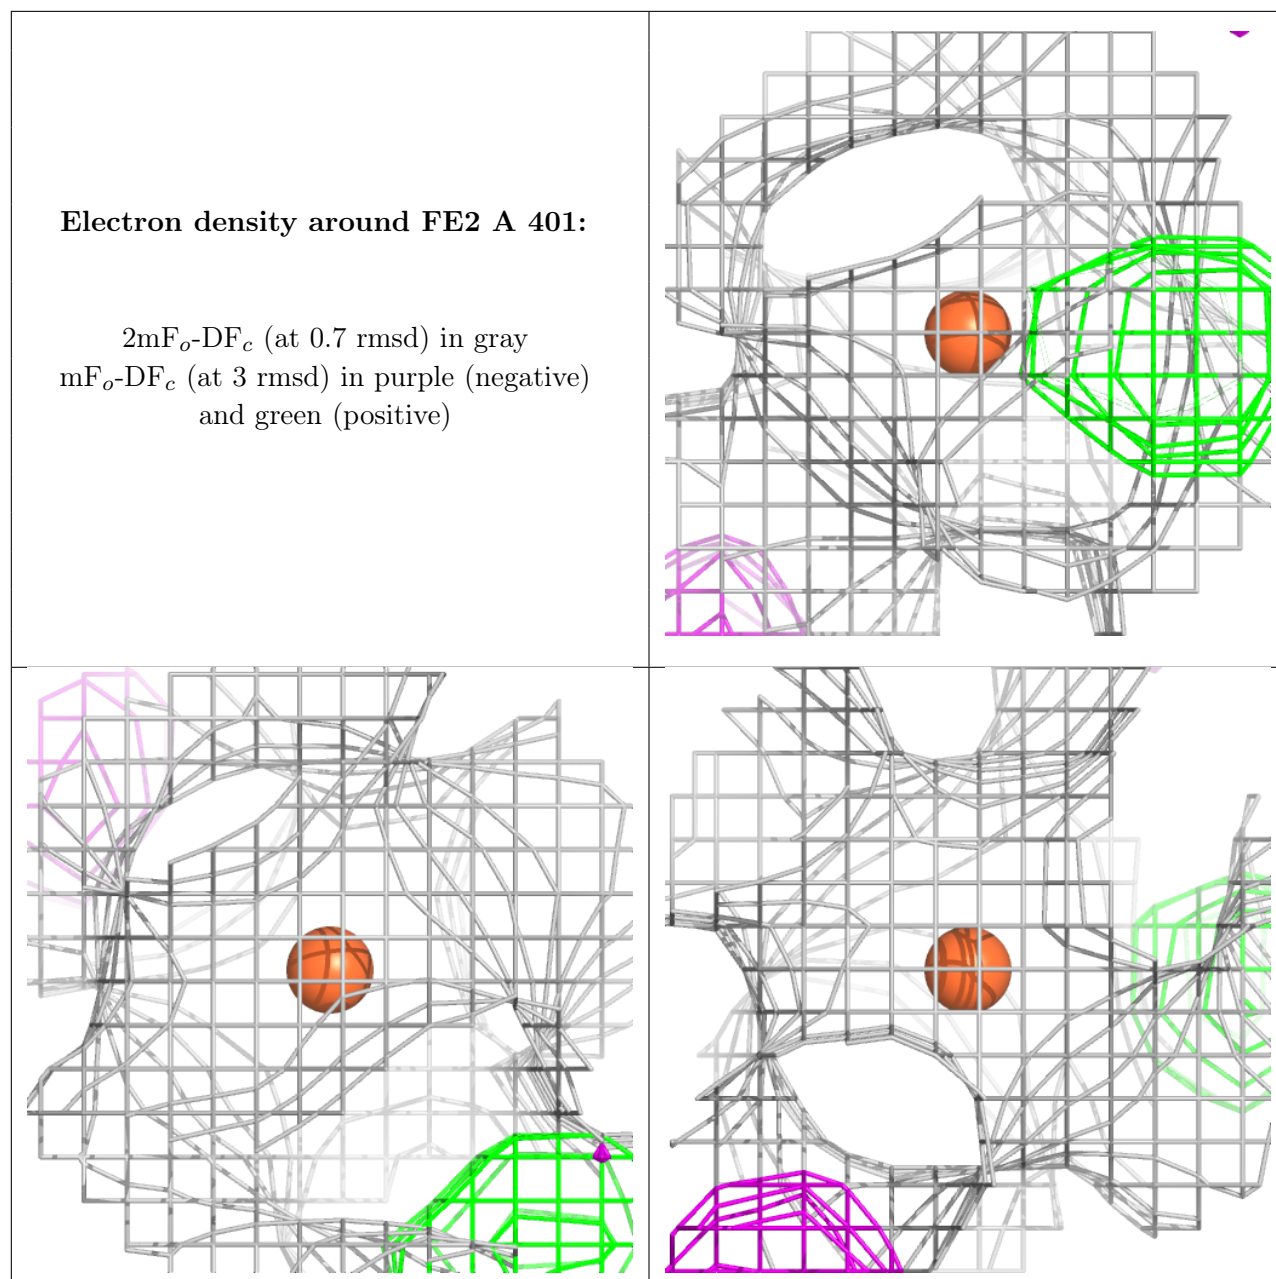 Electron density around FE2 A 401:
2mFo-DFc (at 0.7 rmsd) in gray
mFo-DFc (at 3 rmsd) in purple (negative)
and green (positive)